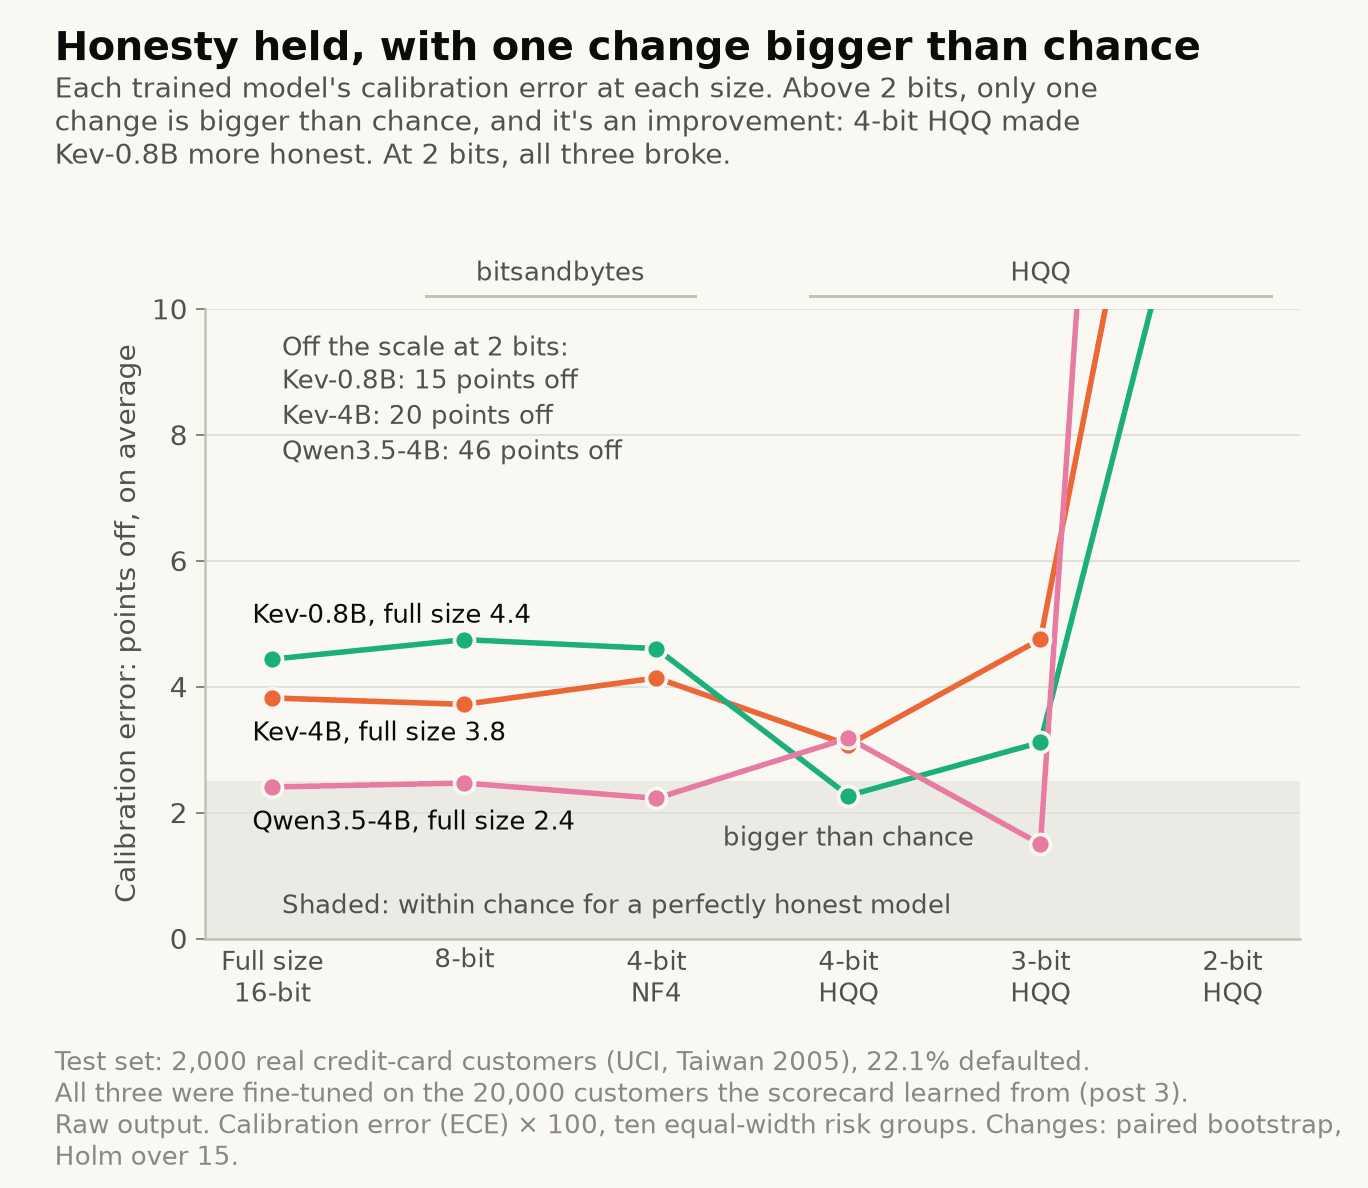 Honesty held, with one change bigger than chance
Each trained model's calibration error at each size. Above 2 bits, only one
change is bigger than chance, and it's an improvement: 4-bit HQQ made
Kev-0.8B more honest. At 2 bits, all three broke.
bitsandbytes
HQQ
Calibration error: points off, on average
10
8
6
4
2
0
Off the scale at 2 bits:
Kev-0.8B: 15 points off
Kev-4B: 20 points off
Qwen3.5-4B: 46 points off
Kev-0.8B, full size 4.4
Kev-4B, full size 3.8
Qwen3.5-4B, full size 2.4
bigger than chance
Shaded: within chance for a perfectly honest model
Full size
16-bit
8-bit
4-bit
NF4
4-bit
HQQ
3-bit
HQQ
2-bit
HQQ
Test set: 2,000 real credit-card customers (UCI, Taiwan 2005), 22.1% defaulted.
All three were fine-tuned on the 20,000 customers the scorecard learned from (post 3).
Raw output. Calibration error (ECE) × 100, ten equal-width risk groups. Changes: paired bootstrap,
Holm over 15.